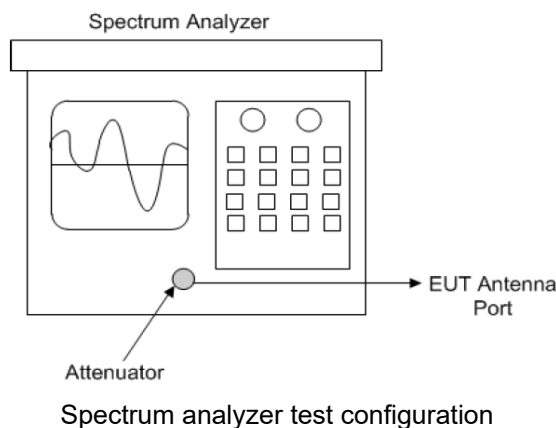 Spectrum Analyzer
EUT Antenna
Port
Attenuator
Spectrum analyzer test configuration